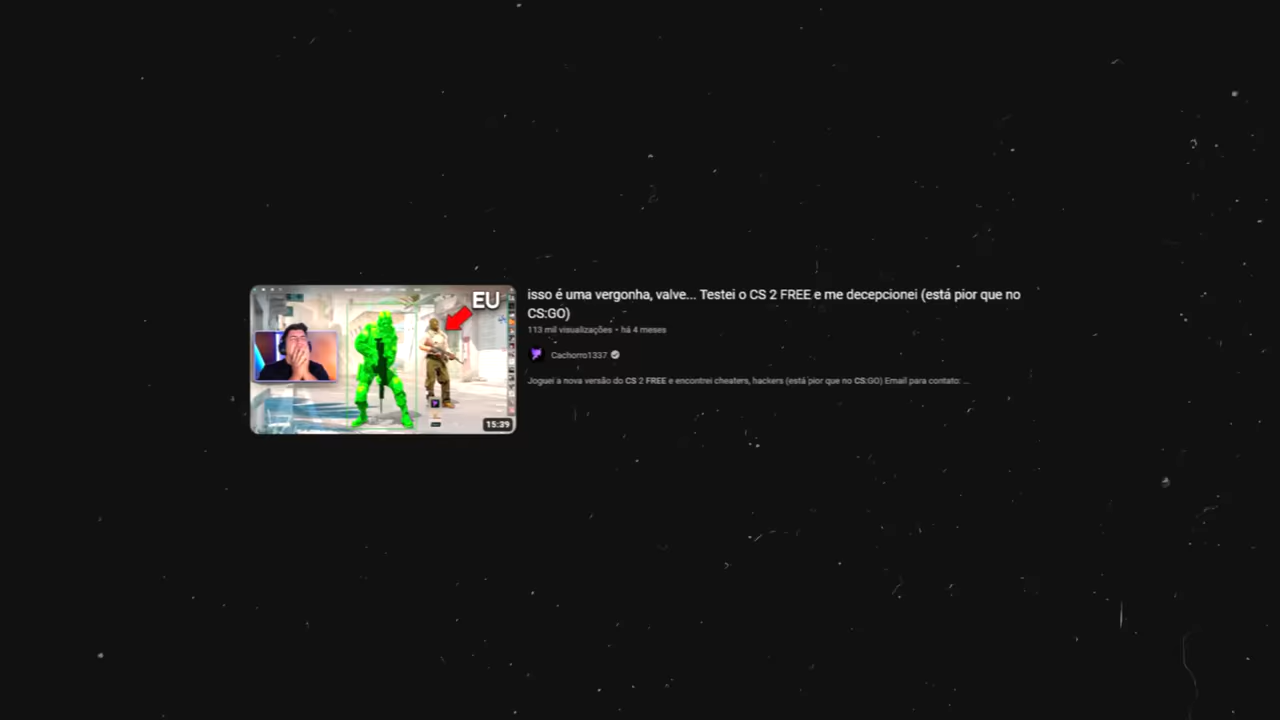 EU
15:39
isso é uma vergonha, valve... Testei o CS 2 FREE e me decepcionei (está pior que no
CS:GO)
113 mil visualizações • há 4 meses
Cachorro1337
Joguei a nova versão do CS 2 FREE e encontrei cheaters, hackers (está pior que no CS:GO) Email para contato: ...